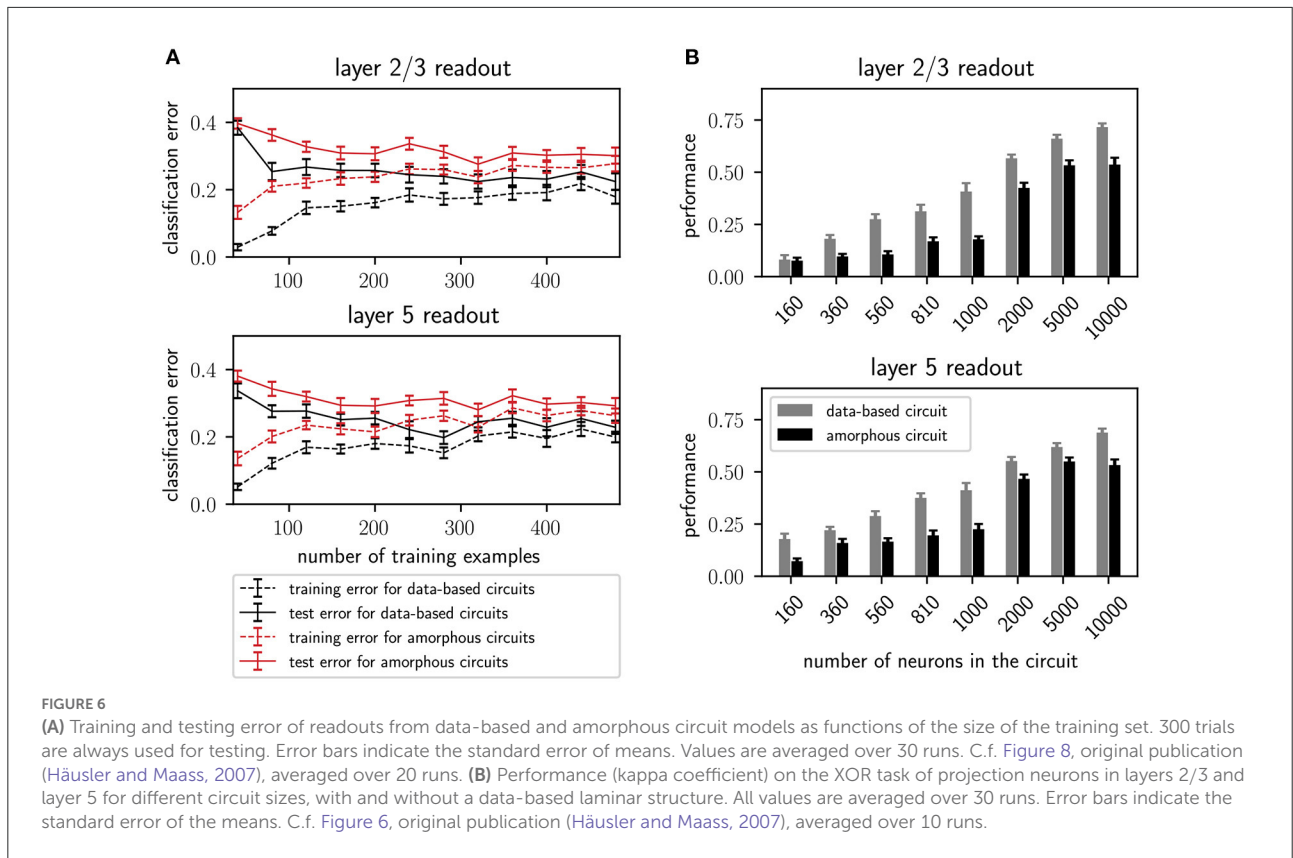 A
layer 2/3 readout
classification error
0.4
0.2
0.0
100
200
300
400
layer 5 readout
classification error
0.4
0.2
0.0
100
200
300
400
number of training examples
training error for data-based circuits
test error for data-based circuits
training error for amorphous circuits
test error for amorphous circuits
B
layer 2/3 readout
performance
0.75
0.50
0.25
0.00
160
360
560
810
1000
2000
5000
10000
layer 5 readout
data-based circuit
amorphous circuit
performance
0.75
0.50
0.25
0.00
160
360
560
810
1000
2000
5000
10000
number of neurons in the circuit
FIGURE 6
(A) Training and testing error of readouts from data-based and amorphous circuit models as functions of the size of the training set. 300 trials
are always used for testing. Error bars indicate the standard error of means. Values are averaged over 30 runs. C.f. Figure 8, original publication
(Häusler and Maass, 2007), averaged over 20 runs. (B) Performance (kappa coefficient) on the XOR task of projection neurons in layers 2/3 and
layer 5 for different circuit sizes, with and without a data-based laminar structure. All values are averaged over 30 runs. Error bars indicate the
standard error of the means. C.f. Figure 6, original publication (Häusler and Maass, 2007), averaged over 10 runs.